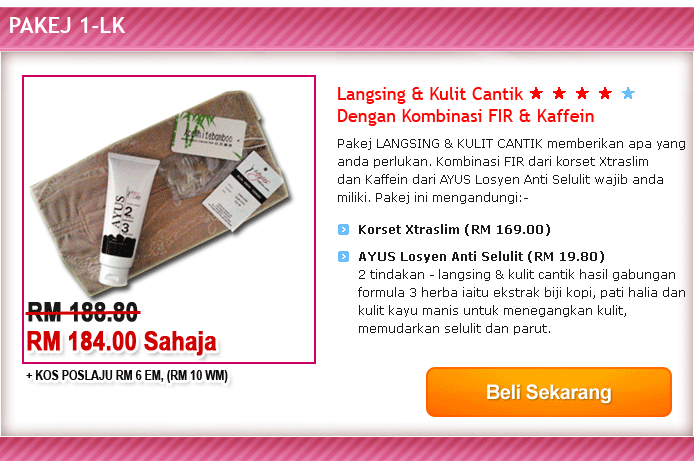 PAKEJ 1-LK
Langsing & Kulit Cantik
Dengan Kombinasi FIR & Kaffein
Pakej LANGSING & KULIT CANTIK memberikan apa yang
anda perlukan. Kombinasi FIR dari korset Xtraslim
dan Kaffein dari AYUS Losyen Anti Selulit wajib anda
miliki. Pakej ini mengandungi:-
Korset Xtraslim (RM 169.00)
AYUS Losyen Anti Selulit (RM 19.80)
2 tindakan - langsing & kulit cantik hasil gabungan
formula 3 herba iaitu ekstrak biji kopi, pati halia dan
kulit kayu manis untuk menegangkan kulit,
memudarkan selulit dan parut.
AYUS
2
3
RM 188.80
RM 184.00 Sahaja
+ KOS POSLAJU RM 6 EM, (RM 10 WM)
Beli Sekarang